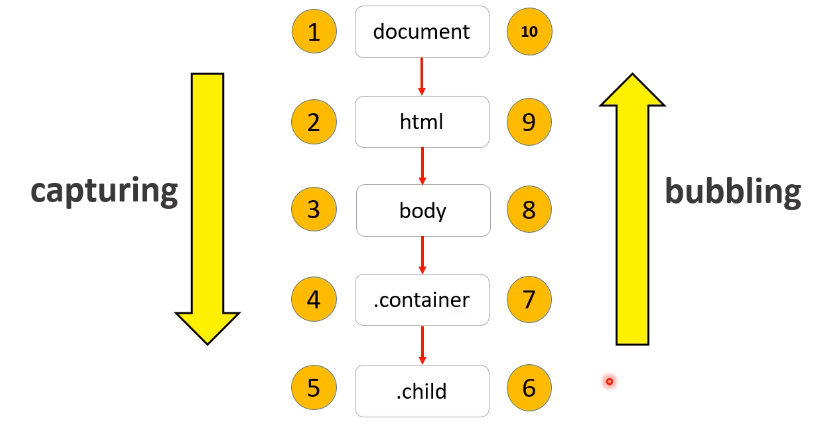 1 document 10
2 html 9
capturing
3 body 8
bubbling
4 .container 7
5 .child 6